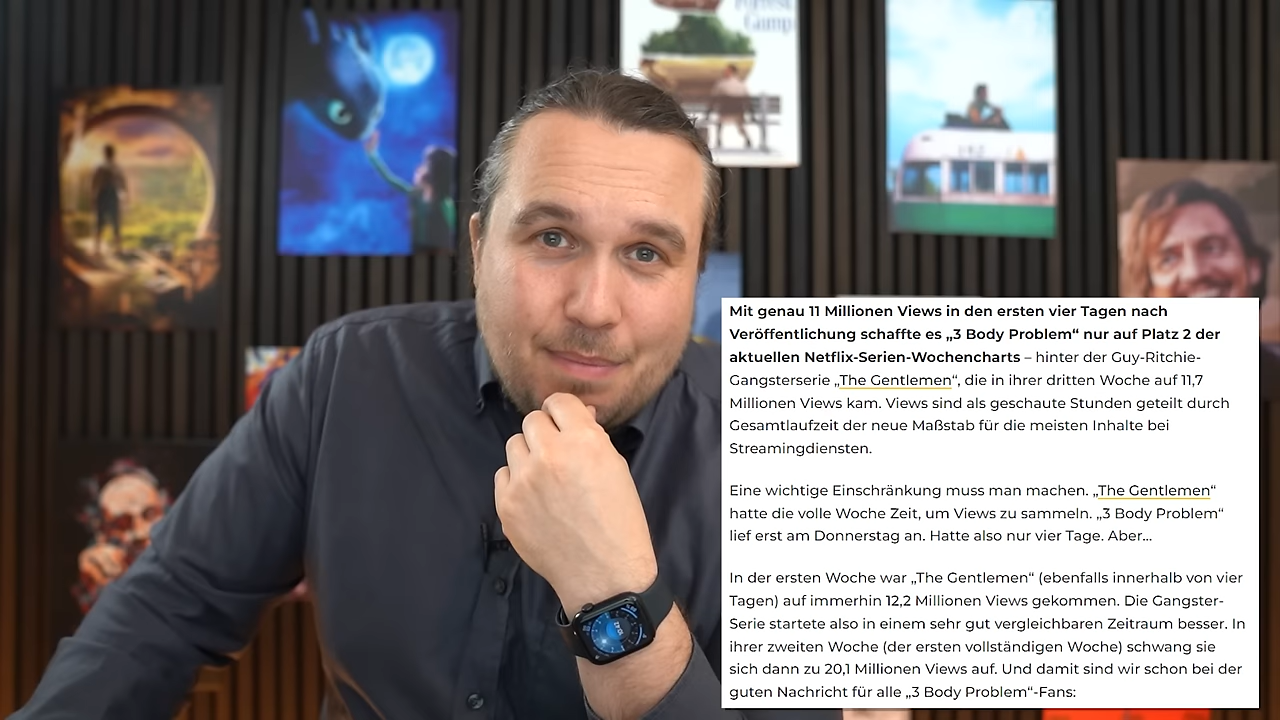 Forrest
Gump
Mit genau 11 Millionen Views in den ersten vier Tagen nach
Veröffentlichung schaffte es „3 Body Problem“ nur auf Platz 2 der
aktuellen Netflix-Serien-Wochencharts – hinter der Guy-Ritchie-
Gangsterserie „The Gentlemen“, die in ihrer dritten Woche auf 11,7
Millionen Views kam. Views sind als geschaute Stunden geteilt durch
Gesamtlaufzeit der neue Maßstab für die meisten Inhalte bei
Streamingdiensten.
Eine wichtige Einschränkung muss man machen. „The Gentlemen“
hatte die volle Woche Zeit, um Views zu sammeln. „3 Body Problem“
lief erst am Donnerstag an. Hatte also nur vier Tage. Aber...
In der ersten Woche war „The Gentlemen“ (ebenfalls innerhalb von vier
Tagen) auf immerhin 12,2 Millionen Views gekommen. Die Gangster-
Serie startete also in einem sehr gut vergleichbaren Zeitraum besser. In
ihrer zweiten Woche (der ersten vollständigen Woche) schwang sie
sich dann zu 20,1 Millionen Views auf. Und damit sind wir schon bei der
guten Nachricht für alle „3 Body Problem“-Fans: